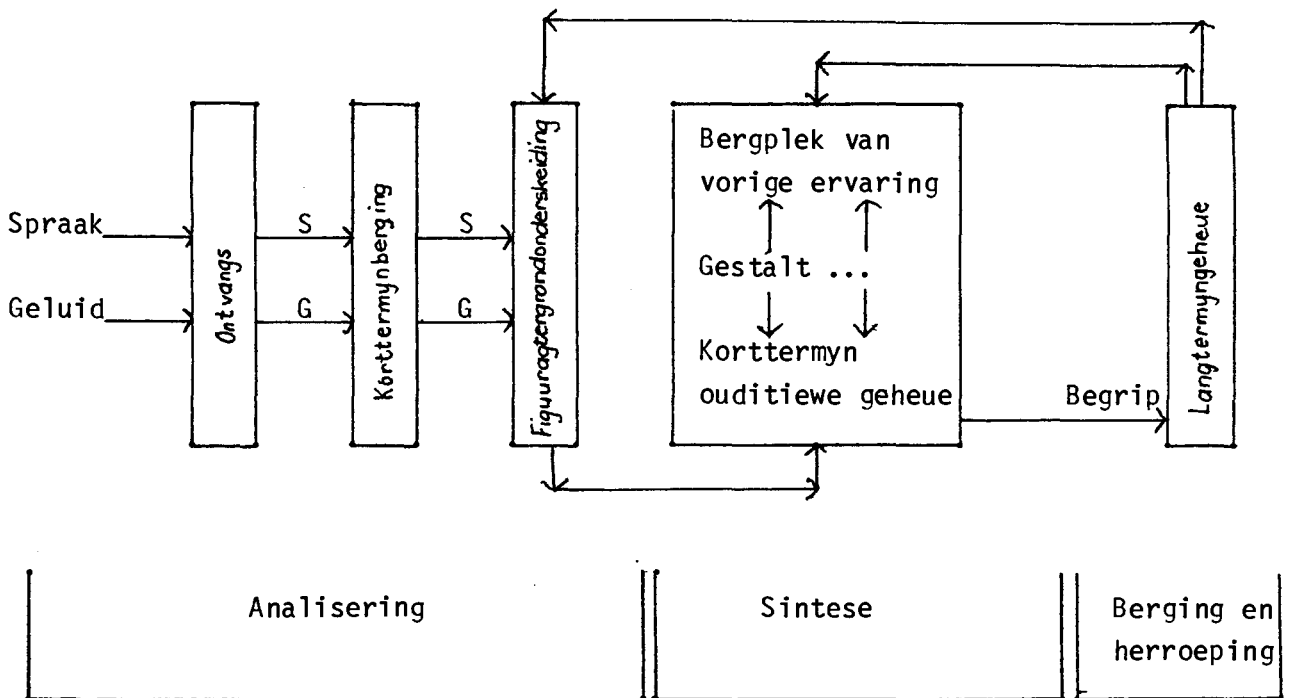 Spraak
Geluid
Ontvangs
S
G
Korttermynberging
S
G
Figuuragtergrondonderskeiding
Bergplek van
vorige ervaring
Gestalt ...
Korttermyn
ouditiewe geheue
Begrip
Langtermyngeheue
Analisering
Sintese
Berging en
herroeping